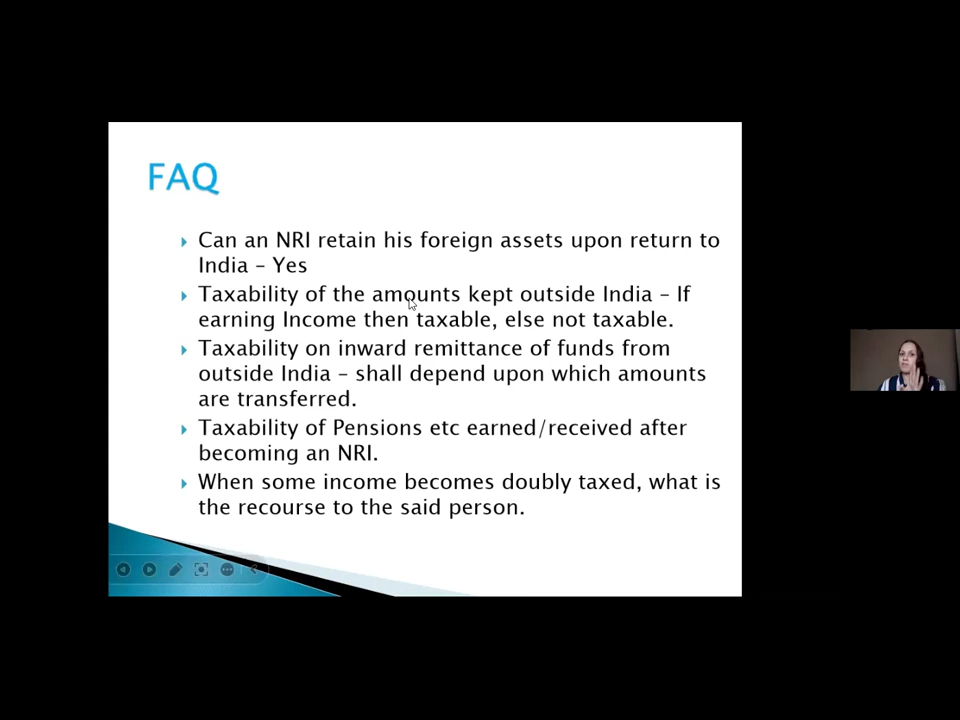 FAQ
Can an NRI retain his foreign assets upon return to
India – Yes
Taxability of the amounts kept outside India – If
earning Income then taxable, else not taxable.
Taxability on inward remittance of funds from
outside India – shall depend upon which amounts
are transferred.
Taxability of Pensions etc earned/received after
becoming an NRI.
When some income becomes doubly taxed, what is
the recourse to the said person.